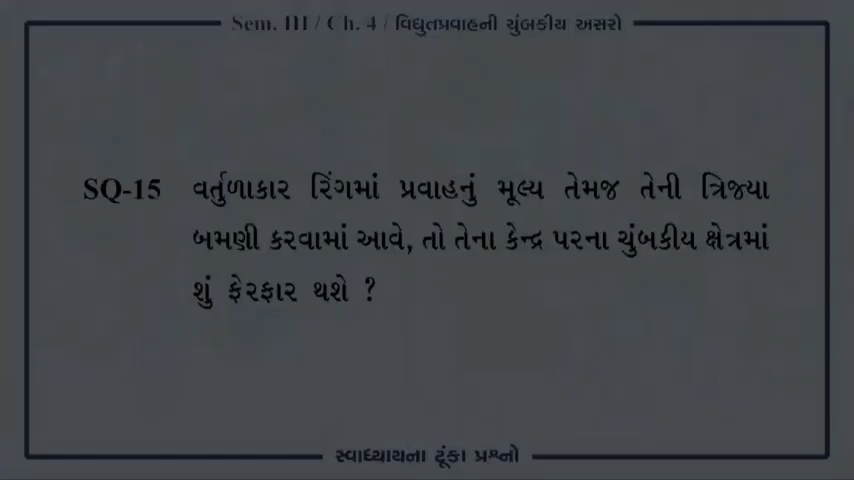 Sem. III / Ch. 4 / વિદ્યુતપ્રવાહની ચુંબકીય અસરો
SQ-15 વર્તુળાકાર રિંગમાં પ્રવાહનું મૂલ્ય તેમજ તેની ત્રિજ્યા
બમણી કરવામાં આવે, તો તેના કેન્દ્ર પરના ચુંબકીય ક્ષેત્રમાં
શું ફેરફાર થશે ?
સ્વાધ્યાયના ટૂંકા પ્રશ્નો